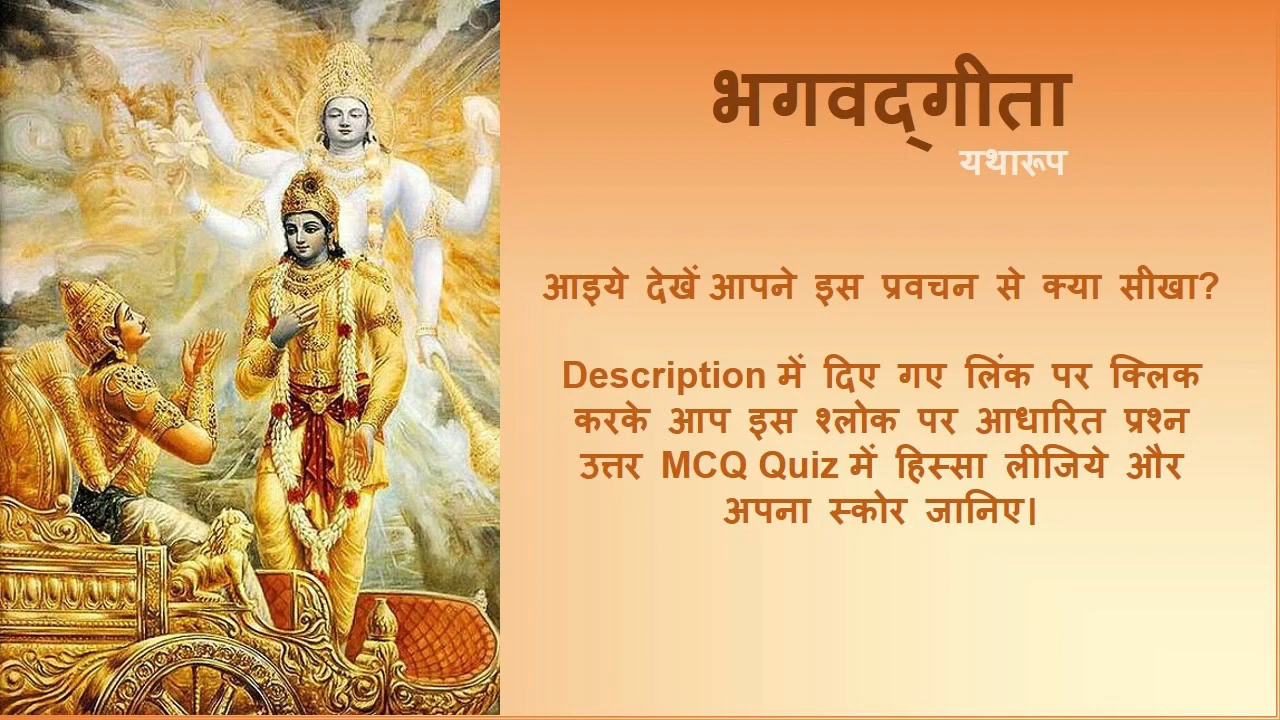 भगवद्‌गीता
यथारूप
आइये देखें आपने इस प्रवचन से क्या सीखा?
Description में दिए गए लिंक पर क्लिक
करके आप इस श्लोक पर आधारित प्रश्न
उत्तर MCQ Quiz में हिस्सा लीजिये और
अपना स्कोर जानिए।